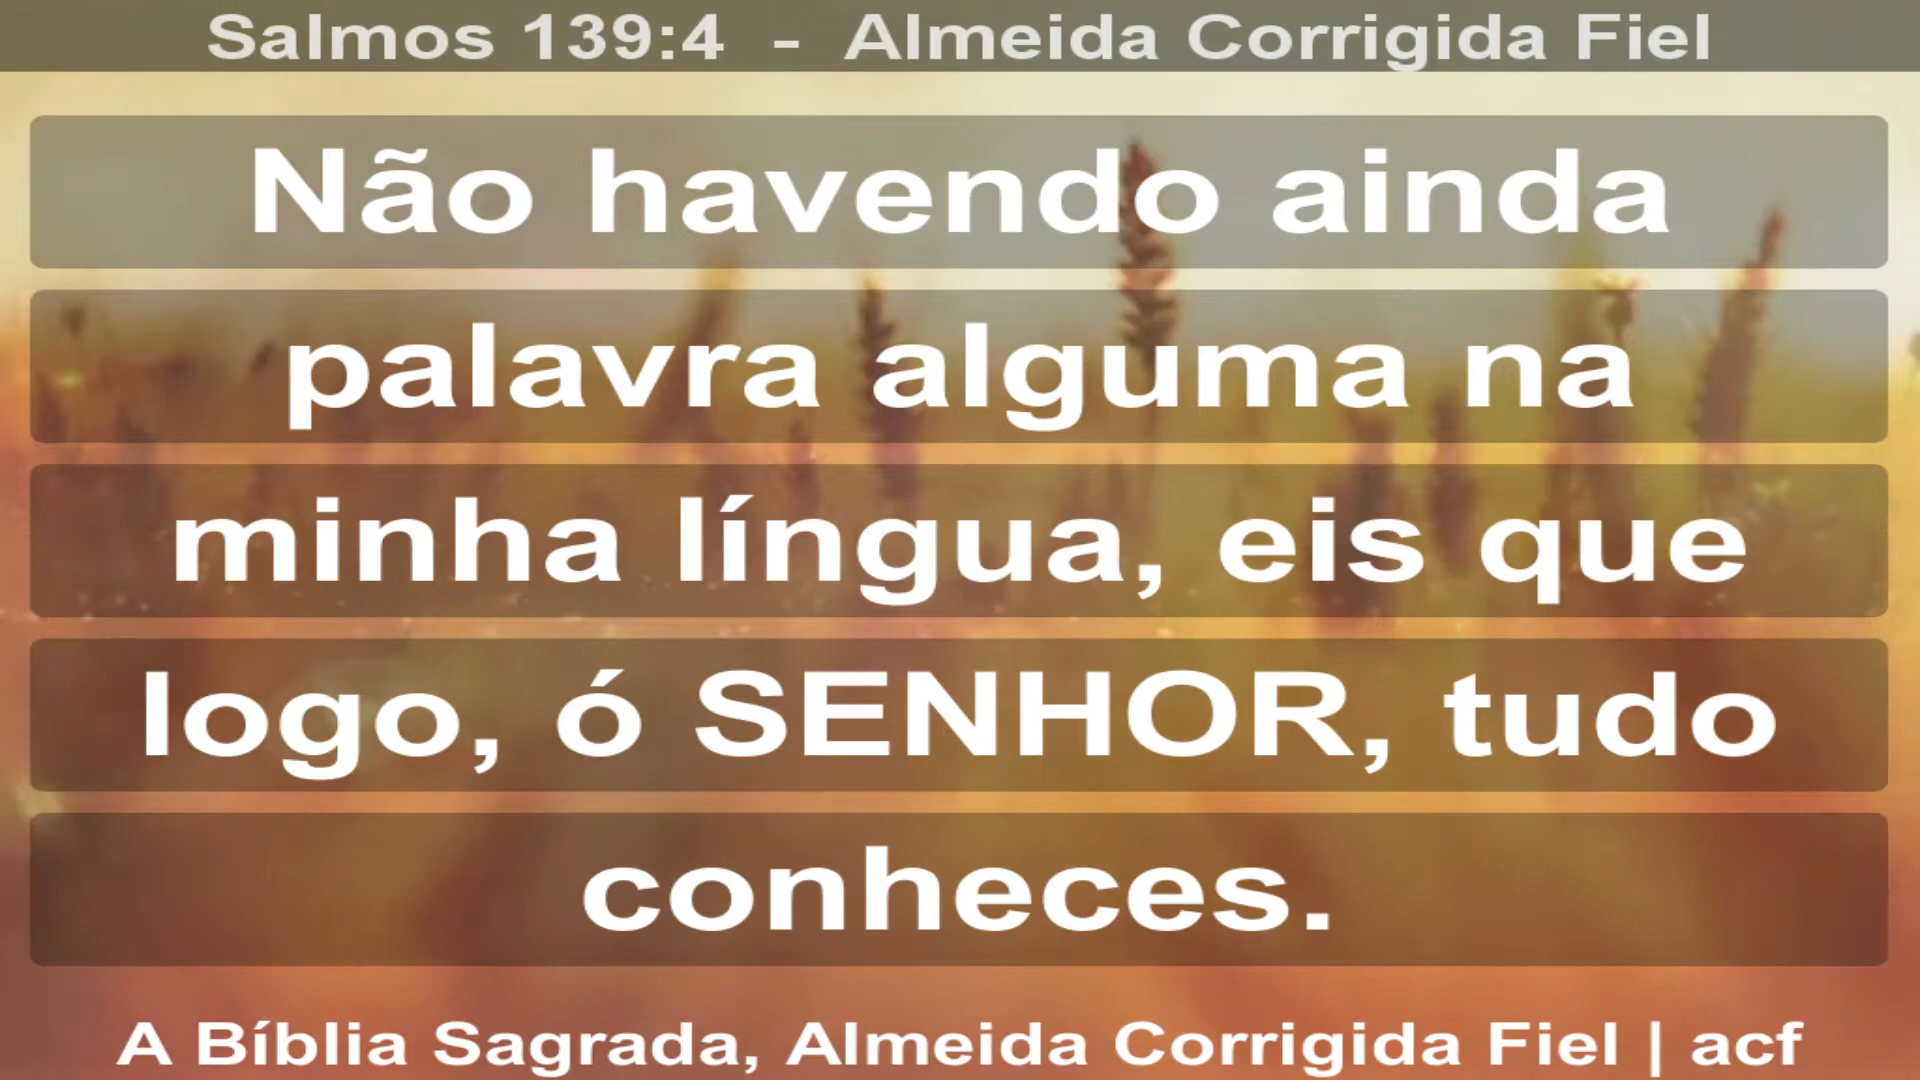 Salmos 139:4 - Almeida Corrigida Fiel
Não havendo ainda
palavra alguma na
minha língua, eis que
logo, ó SENHOR, tudo
conheces.
A Bíblia Sagrada, Almeida Corrigida Fiel | acf